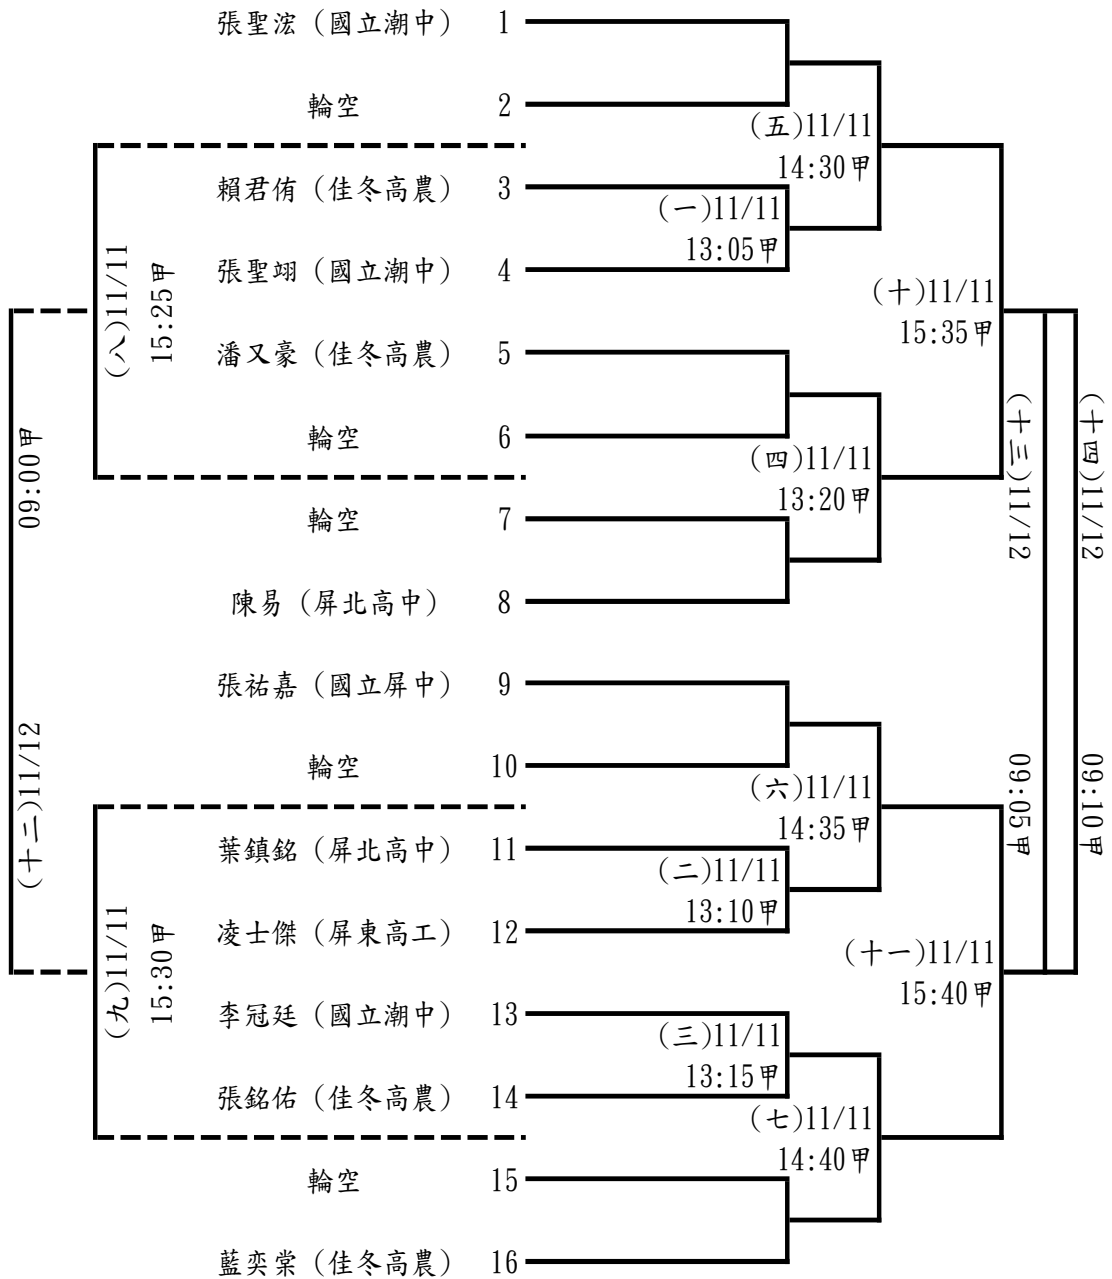 張聖浤（國立潮中） 1
輪空 2
(五)11/11
14:30甲
賴君侑（佳冬高農） 3
(一)11/11
13:05甲
張聖翊（國立潮中） 4
(八)11/11
15:25甲
(十)11/11
15:35甲
潘又豪（佳冬高農） 5
輪空 6
(四)11/11
13:20甲
輪空 7
陳易（屏北高中） 8
(十二)11/12
09:00甲
(十三)11/12
09:05甲
(十四)11/12
09:10甲
張祐嘉（國立屏中） 9
輪空 10
(六)11/11
14:35甲
葉鎮銘（屏北高中） 11
(二)11/11
13:10甲
凌士傑（屏東高工） 12
(九)11/11
15:30甲
(十一)11/11
15:40甲
李冠廷（國立潮中） 13
(三)11/11
13:15甲
張銘佑（佳冬高農） 14
(七)11/11
14:40甲
輪空 15
藍奕棠（佳冬高農） 16